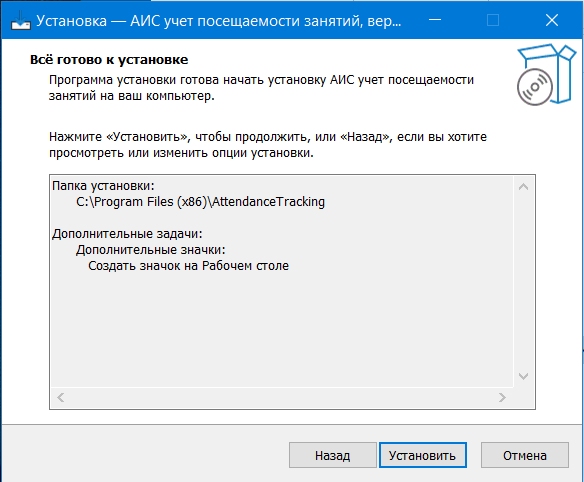 Установка — АИС учет посещаемости занятий, вер...
Всё готово к установке
Программа установки готова начать установку АИС учет посещаемости
занятий на ваш компьютер.
Нажмите «Установить», чтобы продолжить, или «Назад», если вы хотите
просмотреть или изменить опции установки.
Папка установки:
C:\Program Files (x86)\AttendanceTracking
Дополнительные задачи:
Дополнительные значки:
Создать значок на Рабочем столе
Назад
Установить
Отмена